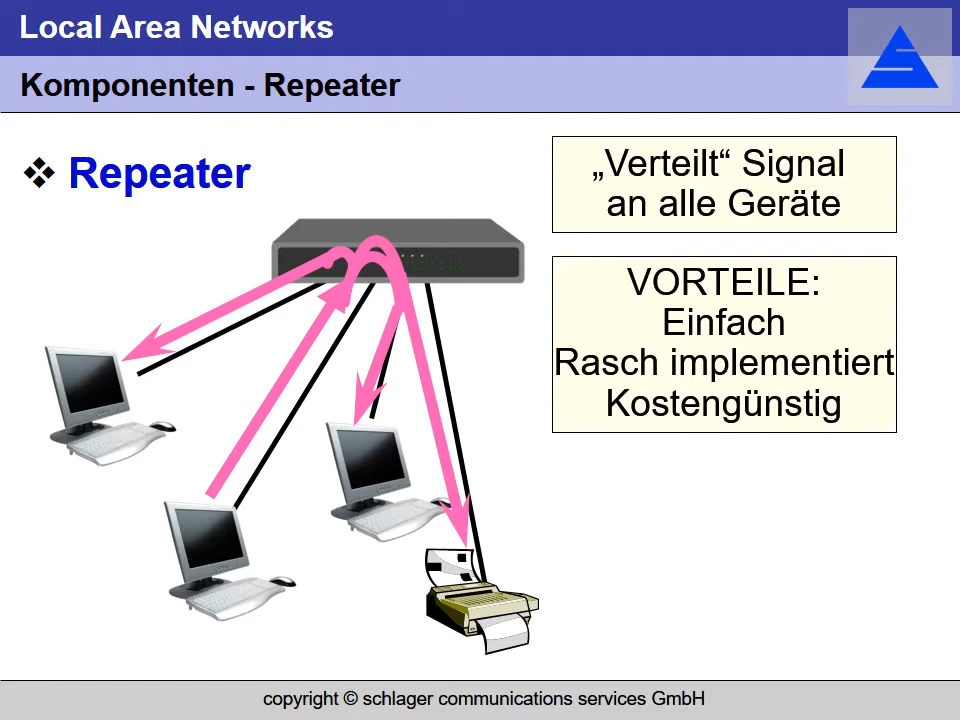 Local Area Networks
Komponenten - Repeater
Repeater
„Verteilt“ Signal
an alle Geräte
VORTEILE:
Einfach
Rasch implementiert
Kostengünstig
copyright © schlager communications services GmbH